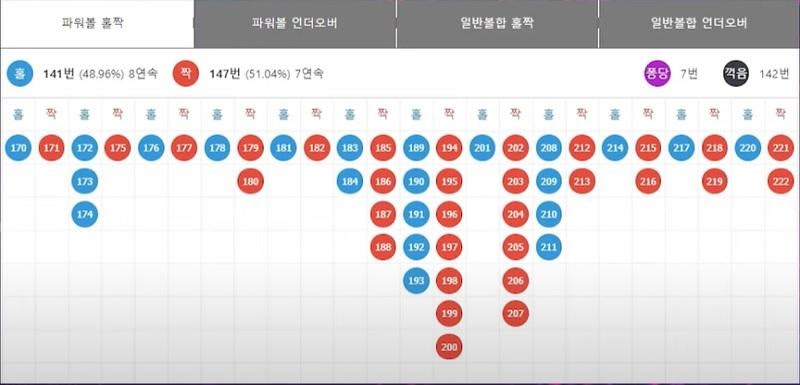 파워볼 홀짝 파워볼 언더오버 일반볼합 홀짝 일반볼합 언더오버
홀 141번 (48.96%) 8연속 짝 147번 (51.04%) 7연속 퐁당 7번 꺽음 142번
홀 짝 홀 짝 홀 짝 홀 짝 홀 짝 홀 짝 홀 짝 홀 짝 홀 짝 홀 짝 홀 짝 홀 짝
170 171 172 175 176 177 178 179 181 182 183 185 189 194 201 202 208 212 214 215 217 218 220 221
173 180 184 186 190 195 203 209 213 216 219 222
174 187 191 196 204 210
188 192 197 205 211
193 198 206
199 207
200